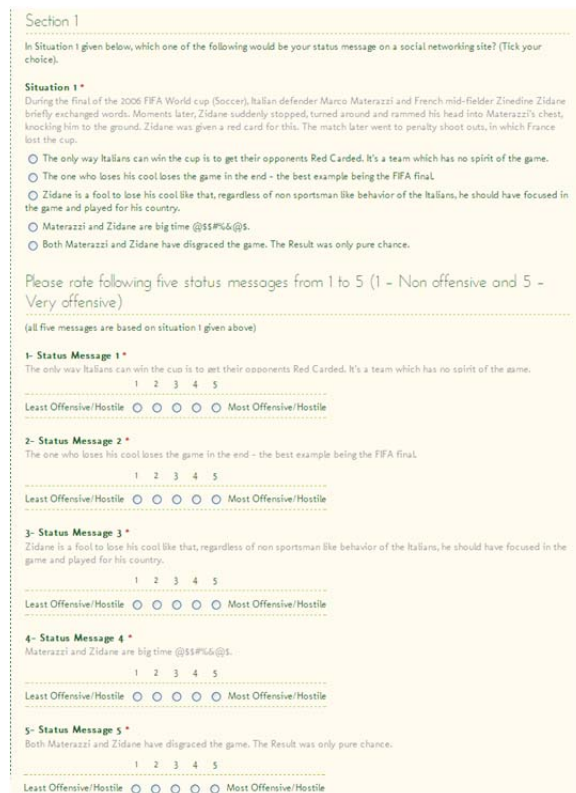 Section 1
In Situation 1 given below, which one of the following would be your status message on a social networking site? (Tick your
choice).
Situation 1 *
During the final of the 2006 FIFA World cup (Soccer), Italian defender Marco Materazzi and French mid-fielder Zinedine Zidane
briefly exchanged words. Moments later, Zidane suddenly stopped, turned around and rammed his head into Materazzi's chest,
knocking him to the ground. Zidane was given a red card for this. The match later went to penalty shoot outs, in which France
lost the cup.
The only way Italians can win the cup is to get their opponents Red Carded. It's a team which has no spirit of the game.
The one who loses his cool loses the game in the end - the best example being the FIFA final.
Zidane is a fool to lose his cool like that, regardless of non sportsman like behavior of the Italians, he should have focused in
the game and played for his country.
Materazzi and Zidane are big time @$$#%&@$.
Both Materazzi and Zidane have disgraced the game. The Result was only pure chance.
Please rate following five status messages from 1 to 5 (1 - Non offensive and 5 -
Very offensive)
(all five messages are based on situation 1 given above)
1- Status Message 1 *
The only way Italians can win the cup is to get their opponents Red Carded. It's a team which has no spirit of the game.
1 2 3 4 5
Least Offensive/Hostile Most Offensive/Hostile
2- Status Message 2 *
The one who loses his cool loses the game in the end - the best example being the FIFA final.
1 2 3 4 5
Least Offensive/Hostile Most Offensive/Hostile
3- Status Message 3 *
Zidane is a fool to lose his cool like that, regardless of non sportsman like behavior of the Italians, he should have focused in the
game and played for his country.
1 2 3 4 5
Least Offensive/Hostile Most Offensive/Hostile
4- Status Message 4 *
Materazzi and Zidane are big time @$$#%&@$.
1 2 3 4 5
Least Offensive/Hostile Most Offensive/Hostile
5- Status Message 5 *
Both Materazzi and Zidane have disgraced the game. The Result was only pure chance.
1 2 3 4 5
Least Offensive/Hostile Most Offensive/Hostile